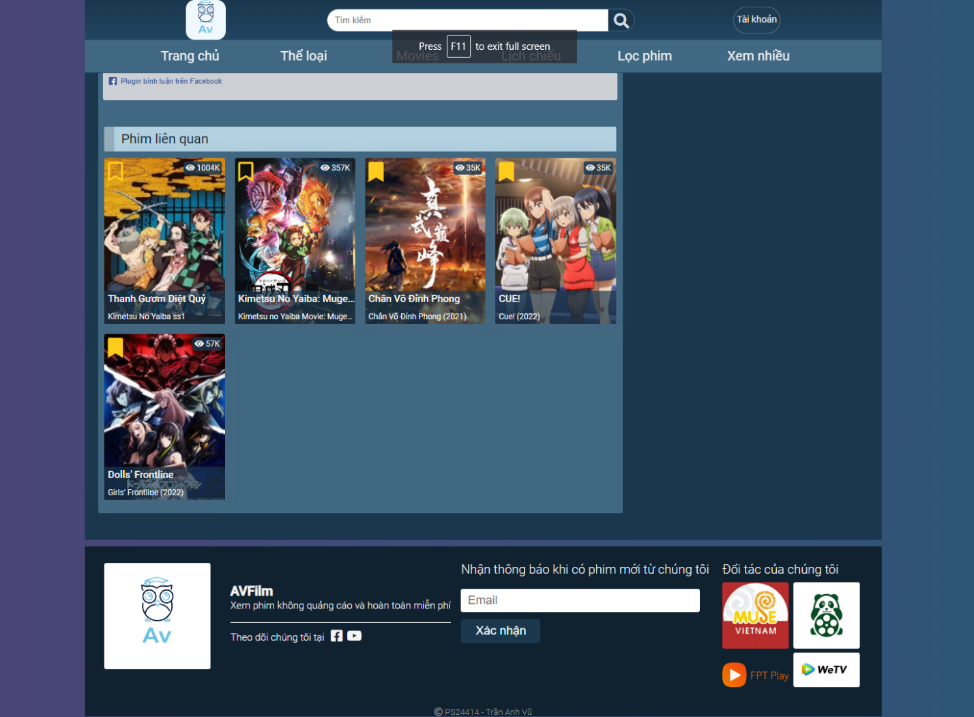 Av
Tìm kiếm
Tài khoản
Press F11 to exit full screen
Trang chủ
Thể loại
Movies
Lịch chiếu
Lọc phim
Xem nhiều
Plugin bình luận trên Facebook
Phim liên quan
1004K
357K
35K
35K
真武巅峰
Thanh Gươm Diệt Quỷ
Kimetsu No Yaiba ss1
Kimetsu No Yaiba: Muge...
Kimetsu no Yaiba Movie: Muge...
Chân Võ Đỉnh Phong
Chân Võ Đỉnh Phong (2021)
CUE!
Cue! (2022)
57K
Dolls' Frontline
Girls' Frontline (2022)
Av
AVFilm
Xem phim không quảng cáo và hoàn toàn miễn phí
Theo dõi chúng tôi tại
Nhận thông báo khi có phim mới từ chúng tôi
Email
Xác nhận
Đối tác của chúng tôi
MUSE
VIETNAM
FPT Play
WeTV
© PS24414 - Trần Anh Vũ